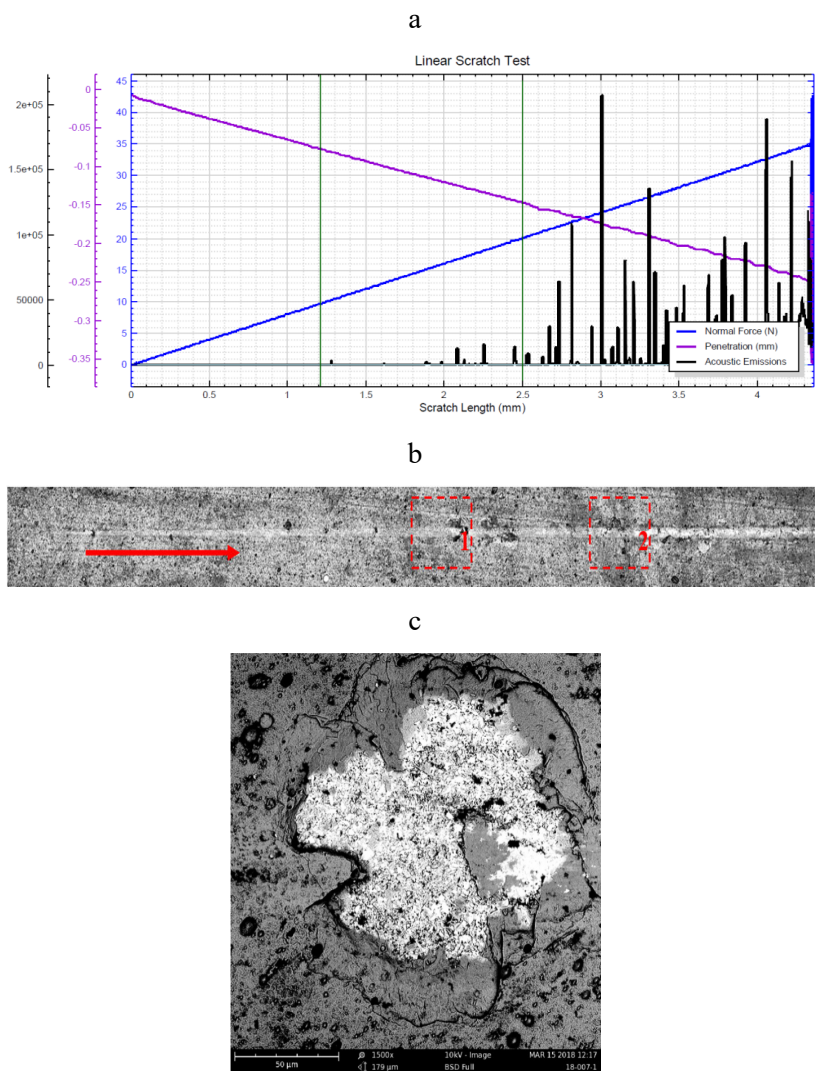 a
Linear Scratch Test
2e+05
1e+05
1e+05
50000
0
0
-0.05
-0.1
-0.15
-0.2
-0.25
-0.3
-0.35
45
40
35
30
25
20
15
10
5
0
0
0.5
1
1.5
2
2.5
3
3.5
4
Scratch Length (mm)
Normal Force (N)
Penetration (mm)
Acoustic Emissions
b
1
2
c
50 µm
1500x
179 µm
10kV - Image
BSD Full
MAR 15 2018 12:17
18-007-1